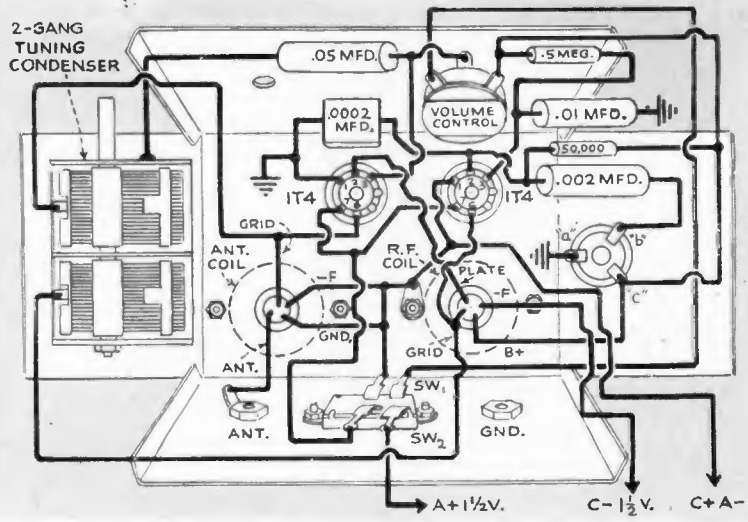 2-GANG
TUNING
CONDENSER
.05 MFD.
.5 MEG.
.0002
MFD.
VOLUME
CONTROL
.01 MFD.
50,000
.002 MFD.
1T4
1T4
GRID
ANT.
COIL
-F
R.F.
COIL
PLATE
-F
"a"
"b"
"c"
GND.
ANT.
GRID
B+
SW1
ANT.
SW2
GND.
A+1½V.
C-1½V.
C+A-